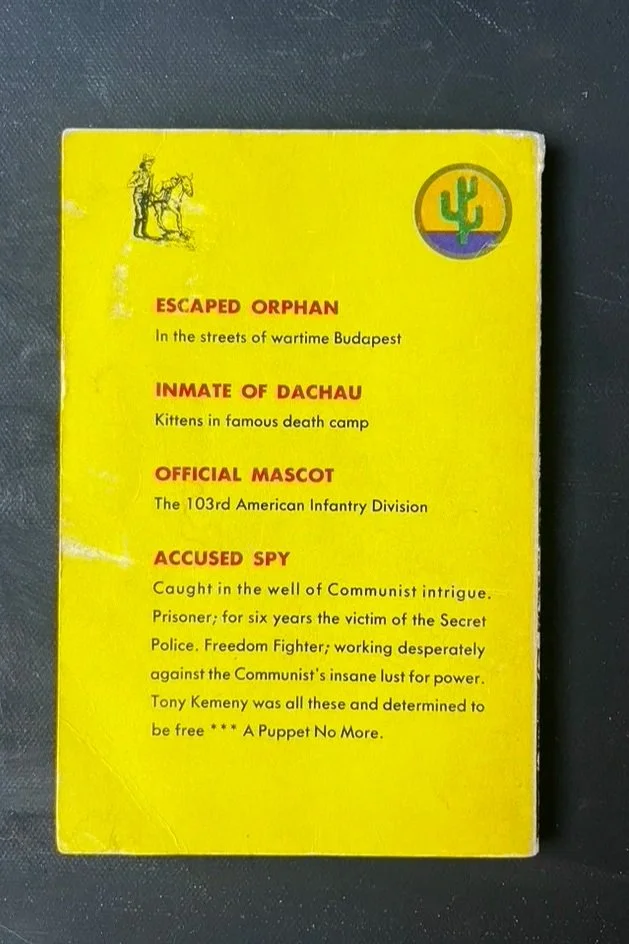 ESCAPED ORPHAN
In the streets of wartime Budapest
INMATE OF DACHAU
Kittens in famous death camp
OFFICIAL MASCOT
The 103rd American Infantry Division
ACCUSED SPY
Caught in the well of Communist intrigue.
Prisoner; for six years the victim of the Secret
Police. Freedom Fighter; working desperately
against the Communist's insane lust for power.
Tony Kemeny was all these and determined to
be free *** A Puppet No More.